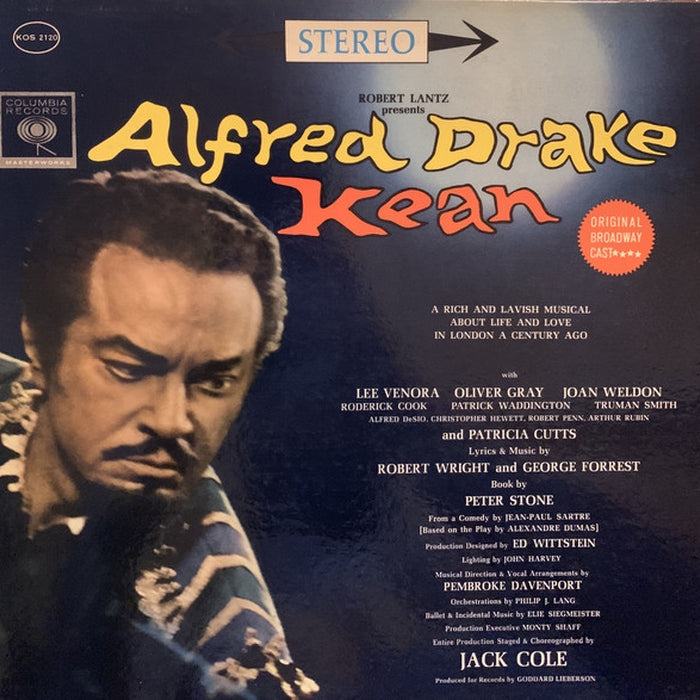 KOS 2120
STEREO
COLUMBIA
RECORDS
MASTERWORKS
ROBERT LANTZ
presents
Alfred Drake
Kean
ORIGINAL
BROADWAY
CAST★★★★
A RICH AND LAVISH MUSICAL
ABOUT LIFE AND LOVE
IN LONDON A CENTURY AGO
with
LEE VENORA OLIVER GRAY JOAN WELDON
RODERICK COOK PATRICK WADDINGTON TRUMAN SMITH
ALFRED DeSIO, CHRISTOPHER HEWETT, ROBERT PENN, ARTHUR RUBIN
and PATRICIA CUTTS
Lyrics & Music by
ROBERT WRIGHT and GEORGE FORREST
Book by
PETER STONE
From a Comedy by JEAN-PAUL SARTRE
[Based on the Play by ALEXANDRE DUMAS]
Production Designed by ED WITTSTEIN
Lighting by JOHN HARVEY
Musical Direction & Vocal Arrangements by
PEMBROKE DAVENPORT
Orchestrations by PHILIP J. LANG
Ballet & Incidental Music by ELIE SIEGMEISTER
Production Executive MONTY SHAFF
Entire Production Staged & Choreographed by
JACK COLE
Produced for Records by GODDARD LIEBERSON